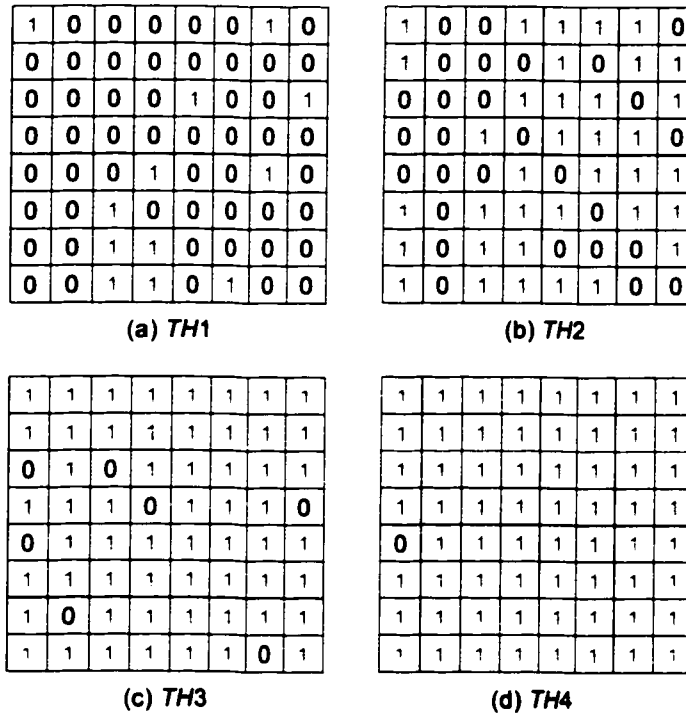 1 0 0 0 0 0 1 0
0 0 0 0 0 0 0 0
0 0 0 0 1 0 0 1
0 0 0 0 0 0 0 0
0 0 0 1 0 0 1 0
0 0 1 0 0 0 0 0
0 0 1 1 0 0 0 0
0 0 1 1 0 1 0 0
(a) TH1
1 0 0 1 1 1 1 0
1 0 0 0 1 0 1 1
0 0 0 1 1 1 0 1
0 0 1 0 1 1 1 0
0 0 0 1 0 1 1 1
1 0 1 1 1 0 1 1
1 0 1 1 0 0 0 1
1 0 1 1 1 1 0 0
(b) TH2
1 1 1 1 1 1 1 1
1 1 1 1 1 1 1 1
0 1 0 1 1 1 1 1
1 1 1 0 1 1 1 0
0 1 1 1 1 1 1 1
1 1 1 1 1 1 1 1
1 0 1 1 1 1 1 1
1 1 1 1 1 1 0 1
(c) TH3
1 1 1 1 1 1 1 1
1 1 1 1 1 1 1 1
1 1 1 1 1 1 1 1
1 1 1 1 1 1 1 1
0 1 1 1 1 1 1 1
1 1 1 1 1 1 1 1
1 1 1 1 1 1 1 1
1 1 1 1 1 1 1 1
(d) TH4